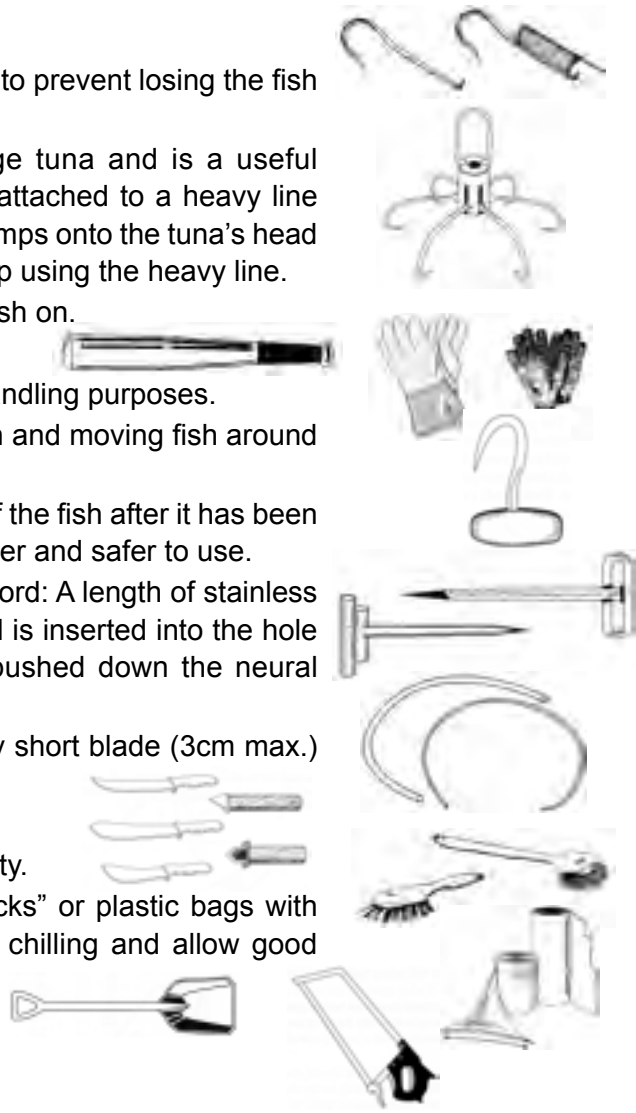 to prevent losing the fish
ge tuna and is a useful
attached to a heavy line
mps onto the tuna's head
p using the heavy line.
sh on.
ndling purposes.
n and moving fish around
f the fish after it has been
er and safer to use.
ord: A length of stainless
l is inserted into the hole
pushed down the neural
y short blade (3cm max.)
ty.
cks” or plastic bags with
chilling and allow good